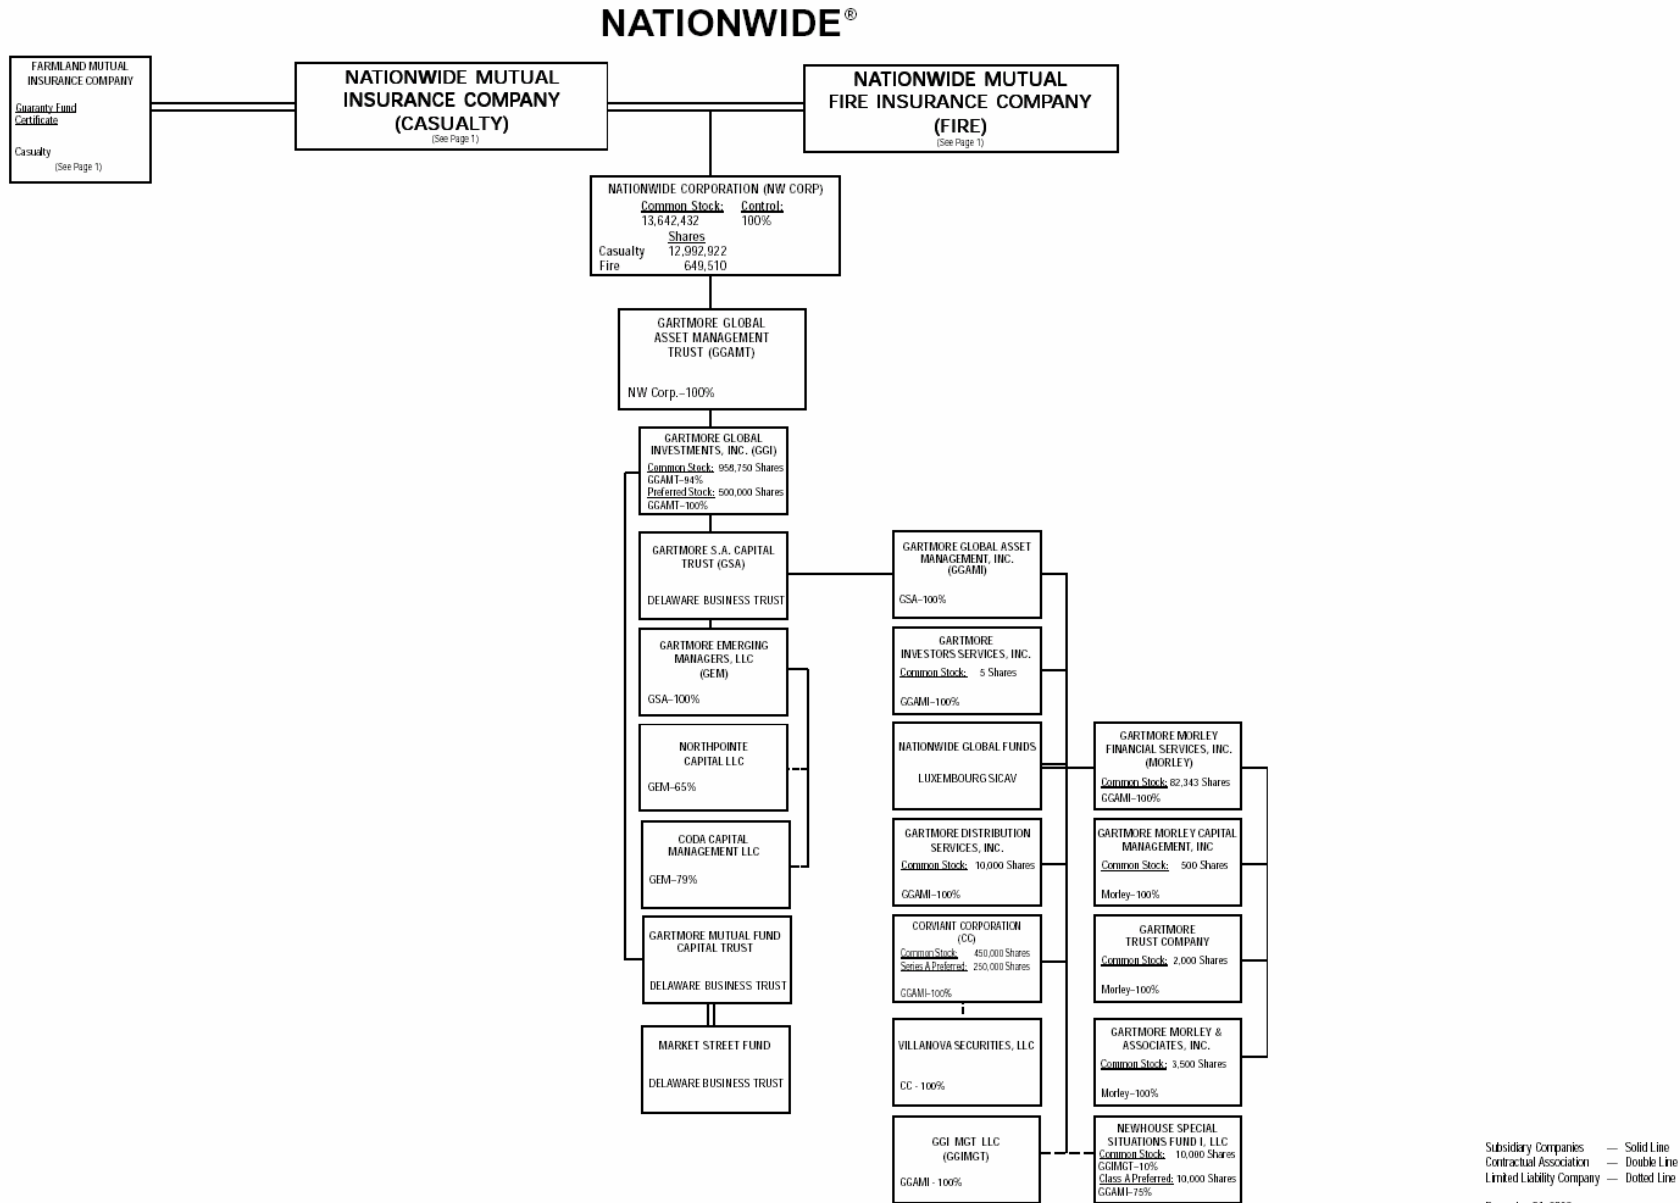 NATIONWIDE®
FARMLAND MUTUAL
INSURANCE COMPANY
Guaranty Fund
Certificate
Casualty
(See Page 1)
NATIONWIDE MUTUAL
INSURANCE COMPANY
(CASUALTY)
(See Page 1)
NATIONWIDE MUTUAL
FIRE INSURANCE COMPANY
(FIRE)
(See Page 1)
NATIONWIDE CORPORATION (NW CORP)
Common Stock: Control:
13,642,432 100%
Shares
Casualty 12,992,922
Fire 649,510
GARTMORE GLOBAL
ASSET MANAGEMENT
TRUST (GGAMT)
NW Corp.–100%
GARTMORE GLOBAL
INVESTMENTS, INC. (GGI)
Common Stock: 958,750 Shares
GGAMT–94%
Preferred Stock: 500,000 Shares
GGAMT–100%
GARTMORE S.A. CAPITAL
TRUST (GSA)
DELAWARE BUSINESS TRUST
GARTMORE EMERGING
MANAGERS, LLC
(GEM)
GSA–100%
NORTHPOINTE
CAPITAL LLC
GEM–65%
CODA CAPITAL
MANAGEMENT LLC
GEM–79%
GARTMORE MUTUAL FUND
CAPITAL TRUST
DELAWARE BUSINESS TRUST
MARKET STREET FUND
DELAWARE BUSINESS TRUST
GARTMORE GLOBAL ASSET
MANAGEMENT, INC.
(GGAMI)
GSA–100%
GARTMORE
INVESTORS SERVICES, INC.
Common Stock: 5 Shares
GGAMI–100%
NATIONWIDE GLOBAL FUNDS
LUXEMBOURG SICAV
GARTMORE DISTRIBUTION
SERVICES, INC.
Common Stock: 10,000 Shares
GGAMI–100%
CORVIANT CORPORATION
(CC)
Common Stock: 450,000 Shares
Series A Preferred: 250,000 Shares
GGAMI–100%
VILLANOVA SECURITIES, LLC
CC - 100%
GGI MGT LLC
(GGIMGT)
GGAMI - 100%
GARTMORE MORLEY
FINANCIAL SERVICES, INC.
(MORLEY)
Common Stock: 82,343 Shares
GGAMI–100%
GARTMORE MORLEY CAPITAL
MANAGEMENT, INC
Common Stock: 500 Shares
Morley–100%
GARTMORE
TRUST COMPANY
Common Stock: 2,000 Shares
Morley–100%
GARTMORE MORLEY &
ASSOCIATES, INC.
Common Stock: 3,500 Shares
Morley–100%
NEWHOUSE SPECIAL
SITUATIONS FUND I, LLC
Common Stock: 10,000 Shares
GGIMGT–10%
Class A Preferred: 10,000 Shares
GGAMI–75%
Subsidiary Companies — Solid Line
Contractual Association — Double Line
Limited Liability Company — Dotted Line